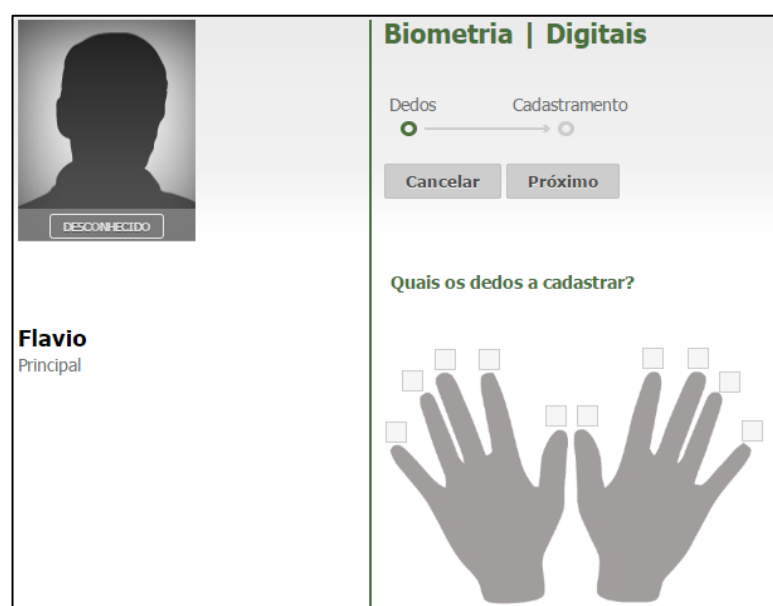 Biometria | Digitais
Dedos Cadastramento
Cancelar Próximo
DESCONHECIDO
Quais os dedos a cadastrar?
Flavio
Principal